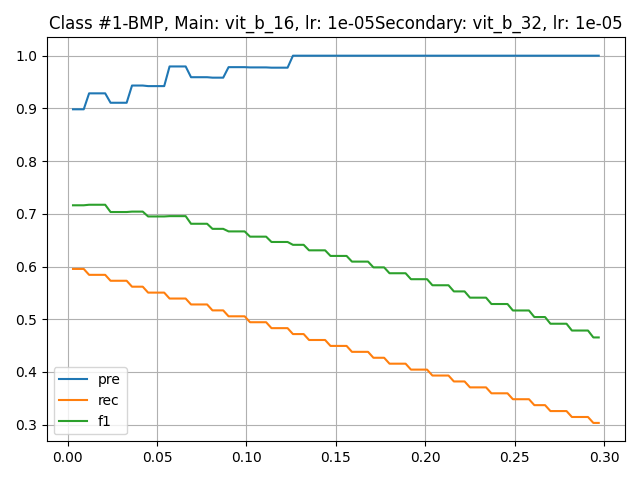 Class #1-BMP, Main: vit_b_16, lr: 1e-05Secondary: vit_b_32, lr: 1e-05
1.0
0.9
0.8
0.7
0.6
0.5
0.4
0.3
pre
rec
f1
0.00 0.05 0.10 0.15 0.20 0.25 0.30